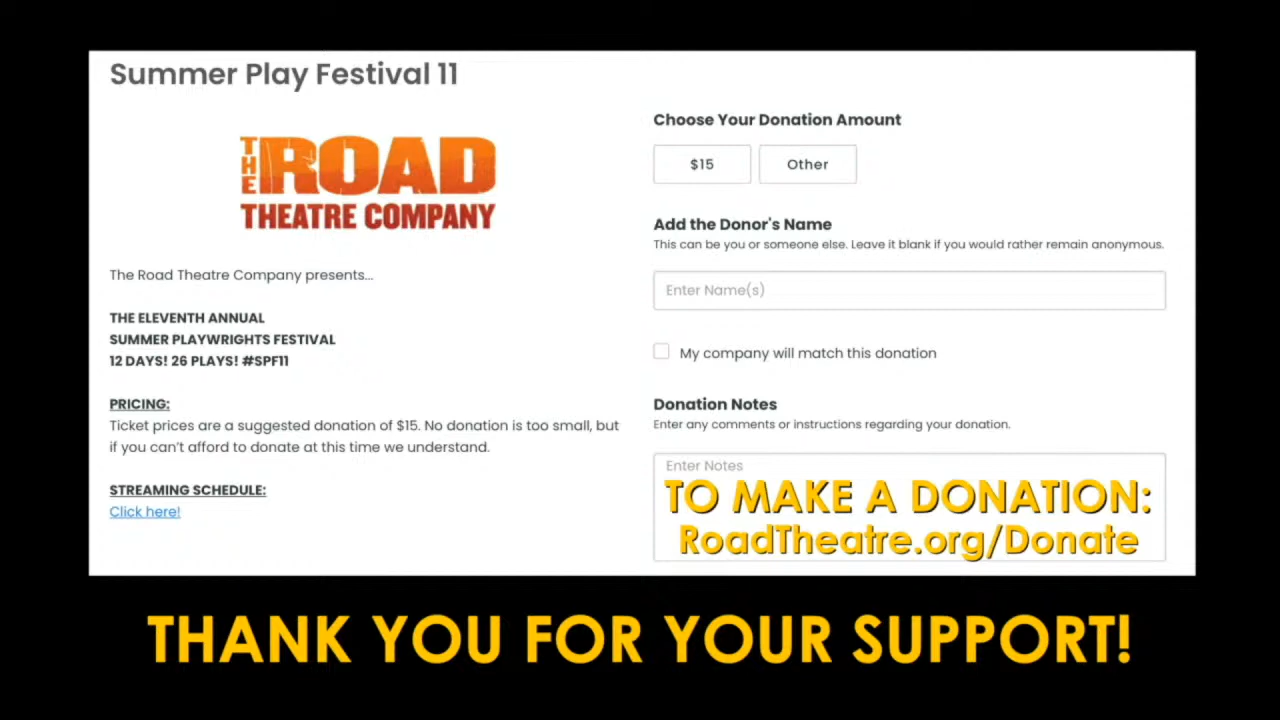 Summer Play Festival 11
THE ROAD
THEATRE COMPANY
The Road Theatre Company presents...
THE ELEVENTH ANNUAL
SUMMER PLAYWRIGHTS FESTIVAL
12 DAYS! 26 PLAYS! #SPF11
PRICING:
Ticket prices are a suggested donation of $15. No donation is too small, but
if you can't afford to donate at this time we understand.
STREAMING SCHEDULE:
Click here!
Choose Your Donation Amount
$15 Other
Add the Donor's Name
This can be you or someone else. Leave it blank if you would rather remain anonymous.
Enter Name(s)
My company will match this donation
Donation Notes
Enter any comments or instructions regarding your donation.
Enter Notes
TO MAKE A DONATION:
RoadTheatre.org/Donate
THANK YOU FOR YOUR SUPPORT!